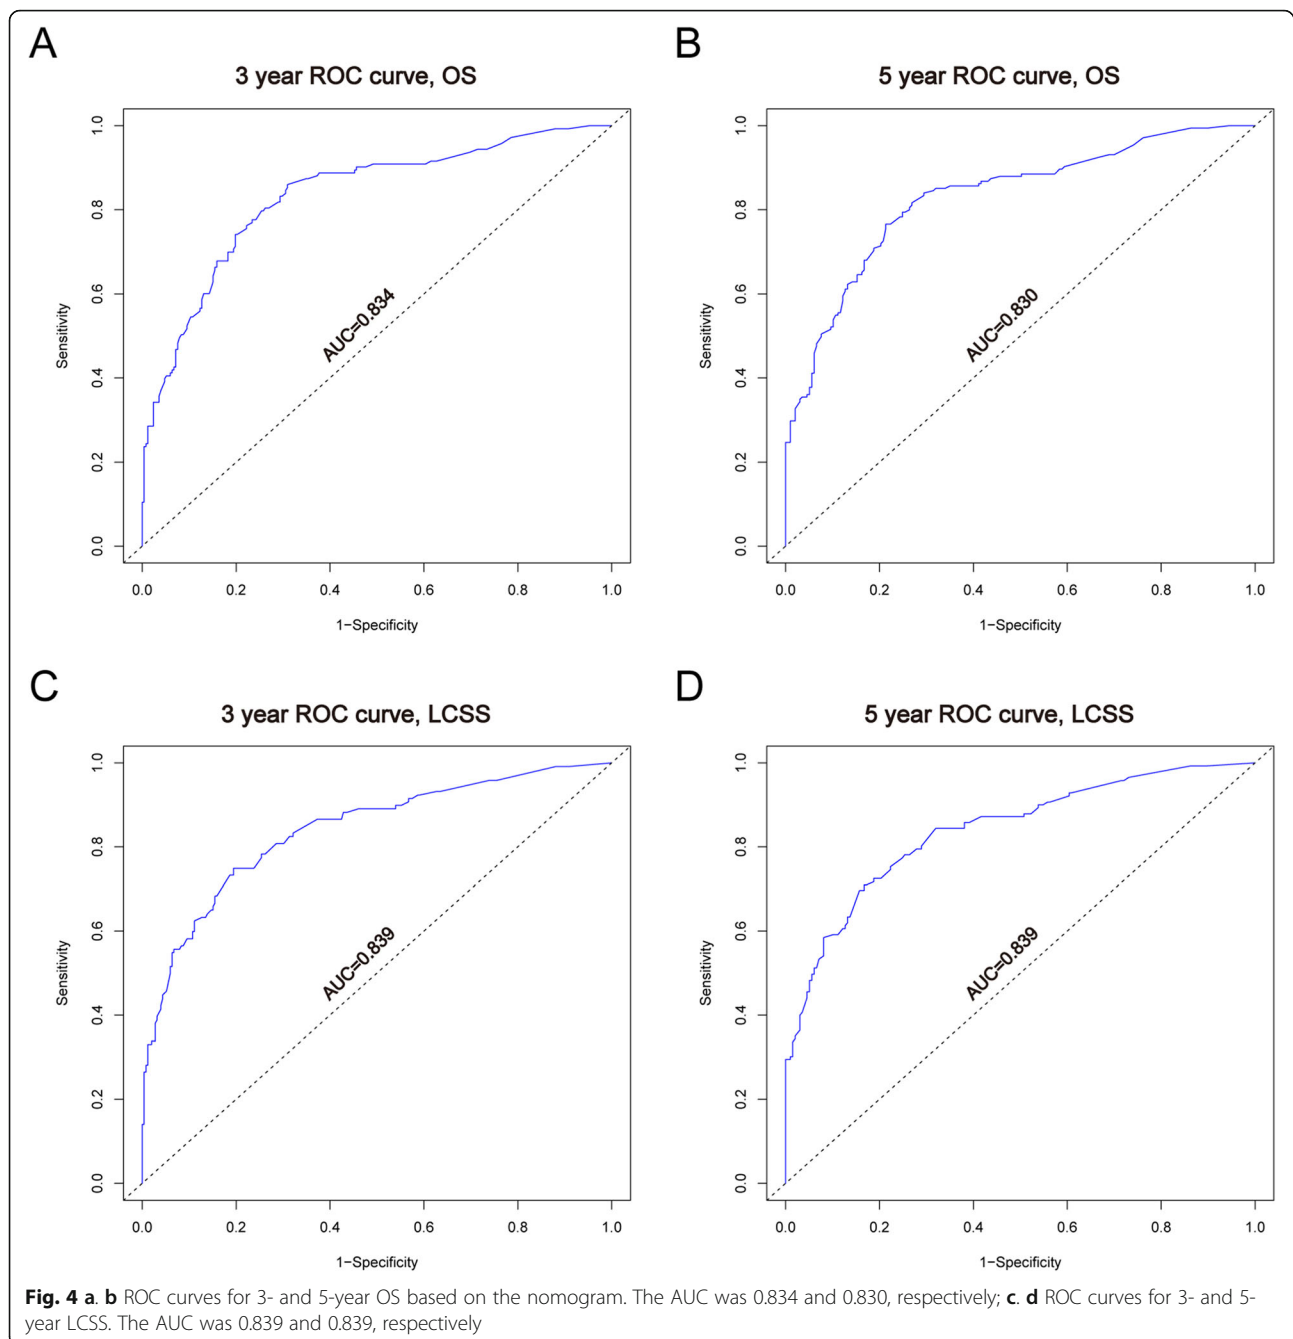 A
3 year ROC curve, OS
1.0
0.8
0.6
0.4
0.2
0.0
Sensitivity
AUC=0.834
0.0 0.2 0.4 0.6 0.8 1.0
1−Specificity
B
5 year ROC curve, OS
1.0
0.8
0.6
0.4
0.2
0.0
Sensitivity
AUC=0.830
0.0 0.2 0.4 0.6 0.8 1.0
1−Specificity
C
3 year ROC curve, LCSS
1.0
0.8
0.6
0.4
0.2
0.0
Sensitivity
AUC=0.839
0.0 0.2 0.4 0.6 0.8 1.0
1−Specificity
D
5 year ROC curve, LCSS
1.0
0.8
0.6
0.4
0.2
0.0
Sensitivity
AUC=0.839
0.0 0.2 0.4 0.6 0.8 1.0
1−Specificity
Fig. 4 a. b ROC curves for 3- and 5-year OS based on the nomogram. The AUC was 0.834 and 0.830, respectively; c. d ROC curves for 3- and 5-
year LCSS. The AUC was 0.839 and 0.839, respectively